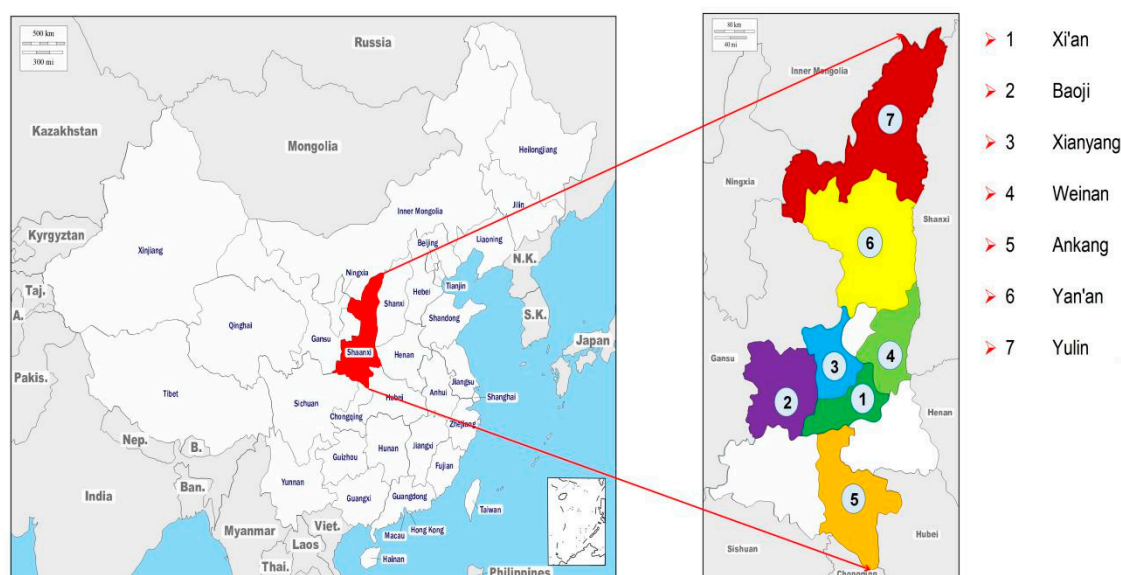 500 km
300 mi
Russia
Kazakhstan
Mongolia
Heilongjiang
Jilin
Inner Mongolia
Liaoning
Beijing
Kyrgyztan
Xinjiang
N.K.
Ningxia
Tianjin
Taj.
Shanxi
Hebei
A.
S.K.
Qinghai
Shandong
Gansu
Japan
Shaanxi
Henan
Pakis.
Tibet
Jiangsu
Anhui
Shanghai
Sichuan
Hubei
Chongqing
Zhejiang
Nep.
B.
Hunan
Jiangxi
Guizhou
Fujian
India
Ban.
Yunnan
Guangxi
Guangdong
Taiwan
Myanmar
Viet.
Macau
Hong Kong
Laos
Hainan
Thai.
Philippines
80 km
40 mi
Inner Mongolia
7
Ningxia
Shanxi
6
Gansu
3
4
2
1
Henan
5
Hubei
Sishuan
Chongqing
1 Xi'an
2 Baoji
3 Xianyang
4 Weinan
5 Ankang
6 Yan'an
7 Yulin